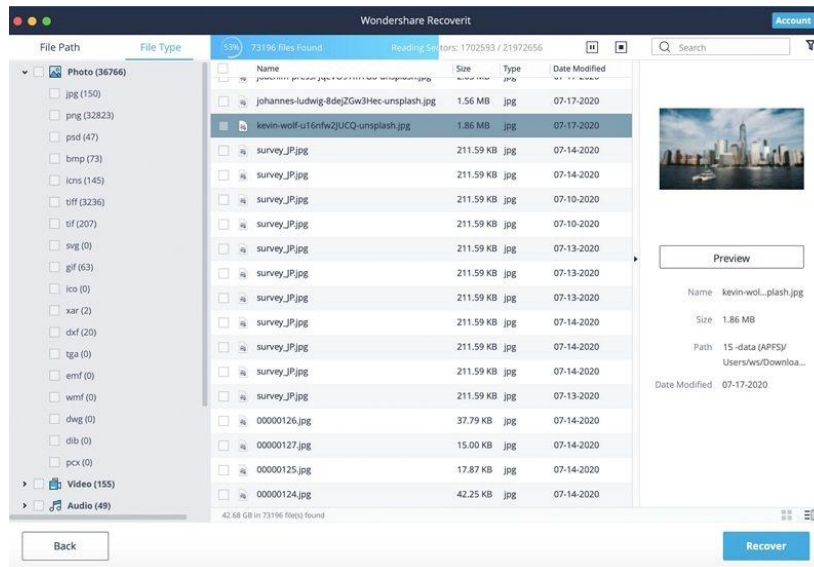 Wondershare Recoverit
Account
File Path File Type 53% 73196 files Found Reading Sectors: 1702593 / 21972656 Search
Photo (36766)
jpg (150)
png (32823)
psd (47)
bmp (73)
icns (145)
tiff (3236)
tif (207)
svg (0)
gif (63)
ico (0)
xar (2)
dxf (20)
tga (0)
emf (0)
wmf (0)
dwg (0)
dib (0)
pcx (0)
Video (155)
Audio (49)
Name Size Type Date Modified
johannes-ludwig-8dejZGw3Hec-unsplash.jpg 1.56 MB jpg 07-17-2020
kevin-wolf-u16nfw2JUCQ-unsplash.jpg 1.86 MB jpg 07-17-2020
survey_JP.jpg 211.59 KB jpg 07-14-2020
survey_JP.jpg 211.59 KB jpg 07-14-2020
survey_JP.jpg 211.59 KB jpg 07-10-2020
survey_JP.jpg 211.59 KB jpg 07-10-2020
survey_JP.jpg 211.59 KB jpg 07-13-2020
survey_JP.jpg 211.59 KB jpg 07-13-2020
survey_JP.jpg 211.59 KB jpg 07-13-2020
survey_JP.jpg 211.59 KB jpg 07-14-2020
survey_JP.jpg 211.59 KB jpg 07-14-2020
survey_JP.jpg 211.59 KB jpg 07-14-2020
survey_JP.jpg 211.59 KB jpg 07-13-2020
00000126.jpg 37.79 KB jpg 07-14-2020
00000127.jpg 15.00 KB jpg 07-14-2020
00000125.jpg 17.87 KB jpg 07-14-2020
00000124.jpg 42.25 KB jpg 07-14-2020
42.68 GB in 73196 file(s) found
Preview
Name kevin-wol...plash.jpg
Size 1.86 MB
Path 15 -data (APFS)/
Users/ws/Downloa...
Date Modified 07-17-2020
Back
Recover